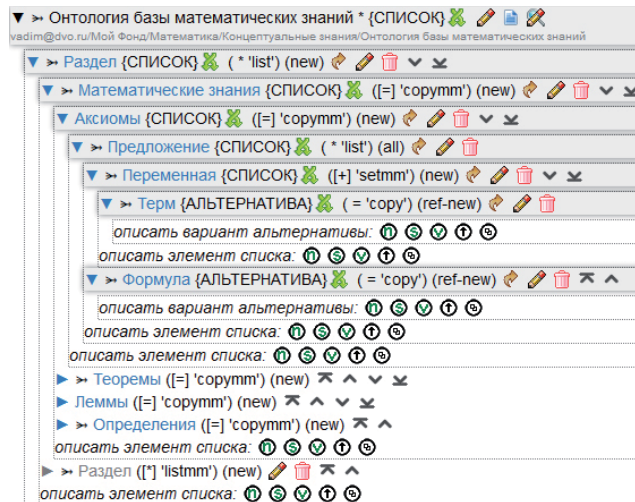 Онтология базы математических знаний * {СПИСОК}
vadim@dvo.ru/Мой Фонд/Математика/Концептуальные знания/Онтология базы математических знаний
Раздел {СПИСОК} ( * 'list') (new)
Математические знания {СПИСОК} ([=] 'copymm') (new)
Аксиомы {СПИСОК} ([=] 'copymm') (new)
Предложение {СПИСОК} ( * 'list') (all)
Переменная {СПИСОК} ([+] 'setmm') (new)
Терм {АЛЬТЕРНАТИВА} ( = 'copy') (ref-new)
описать вариант альтернативы: n s v
описать элемент списка: n s v
Формула {АЛЬТЕРНАТИВА} ( = 'copy') (ref-new)
описать вариант альтернативы: n s v
описать элемент списка: n s v
описать элемент списка: n s v
Теоремы ([=] 'copymm') (new)
Леммы ([=] 'copymm') (new)
Определения ([=] 'copymm') (new)
описать элемент списка: n s v
Раздел ([*] 'listmm') (new)
описать элемент списка: n s v